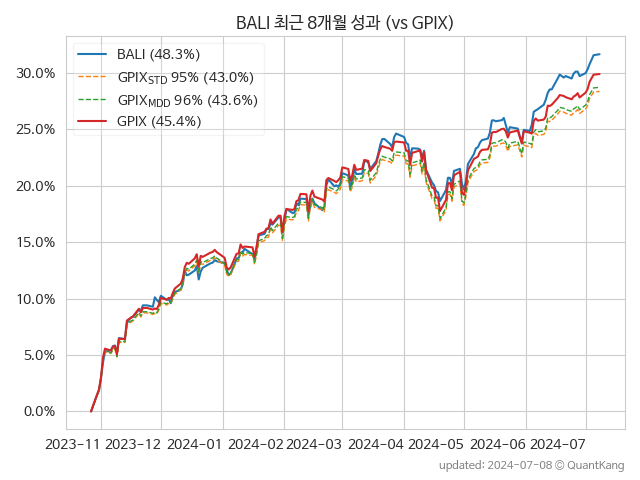 BALI 최근 8개월 성과 (vs GPIX)
BALI (48.3%)
GPIX_STD 95% (43.0%)
GPIX_MDD 96% (43.6%)
GPIX (45.4%)
30.0%
25.0%
20.0%
15.0%
10.0%
5.0%
0.0%
2023-11 2023-12 2024-01 2024-02 2024-03 2024-04 2024-05 2024-06 2024-07
updated: 2024-07-08 © QuantKang